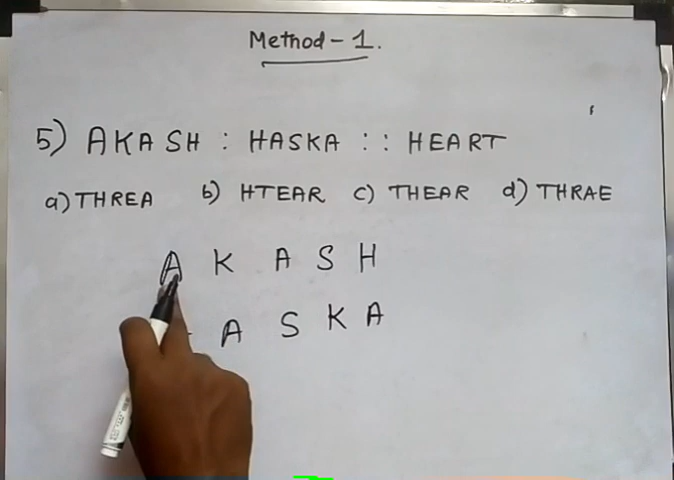 Method - 1.
5) AKASH : HASKA : : HEART
a) THREA b) HTEAR c) THEAR d) THRAE
A K A S H
A S K A